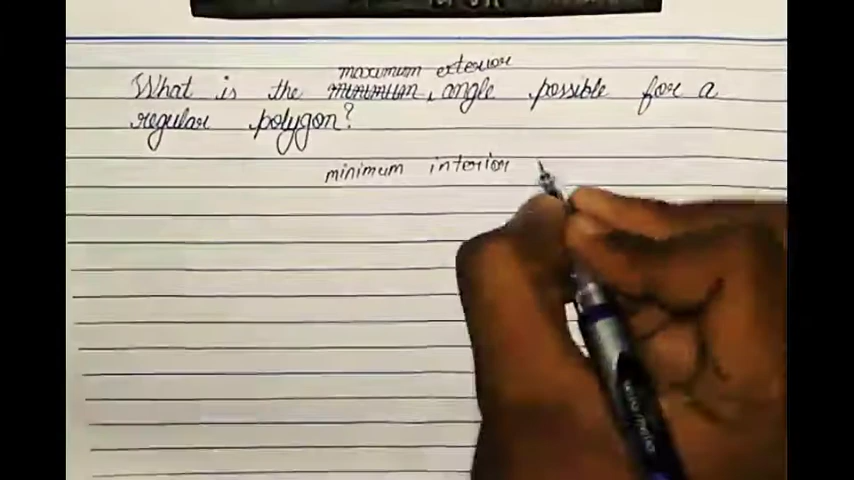 maximum exterior
What is the minimum angle possible for a
regular polygon?
minimum interior